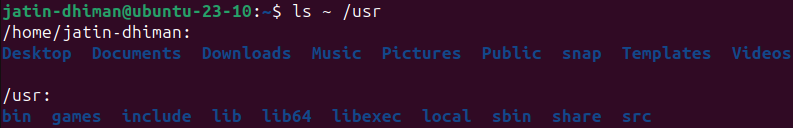 jatin-dhiman@ubuntu-23-10:~$ ls ~ /usr
/home/jatin-dhiman:
Desktop  Documents  Downloads  Music  Pictures  Public  snap  Templates  Videos
/usr:
bin  games  include  lib  lib64  libexec  local  sbin  share  src